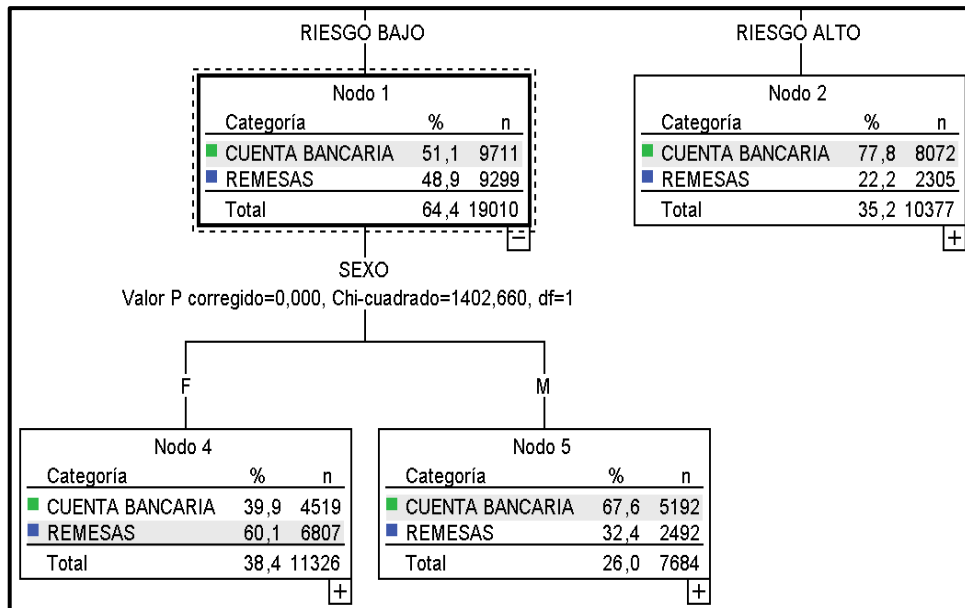 RIESGO BAJO
RIESGO ALTO
Nodo 1
Categoría % n
CUENTA BANCARIA 51,1 9711
REMESAS 48,9 9299
Total 64,4 19010
−
Nodo 2
Categoría % n
CUENTA BANCARIA 77,8 8072
REMESAS 22,2 2305
Total 35,2 10377
+
SEXO
Valor P corregido=0,000, Chi-cuadrado=1402,660, df=1
F
M
Nodo 4
Categoría % n
CUENTA BANCARIA 39,9 4519
REMESAS 60,1 6807
Total 38,4 11326
+
Nodo 5
Categoría % n
CUENTA BANCARIA 67,6 5192
REMESAS 32,4 2492
Total 26,0 7684
+